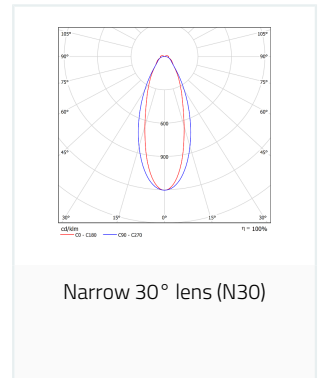 105° 105°
90° 90°
75° 75°
60° 60°
600
45° 45°
900
30° 15° 0° 15° 30°
cd/klm η = 100%
C0 - C180 C90 - C270
Narrow 30° lens (N30)